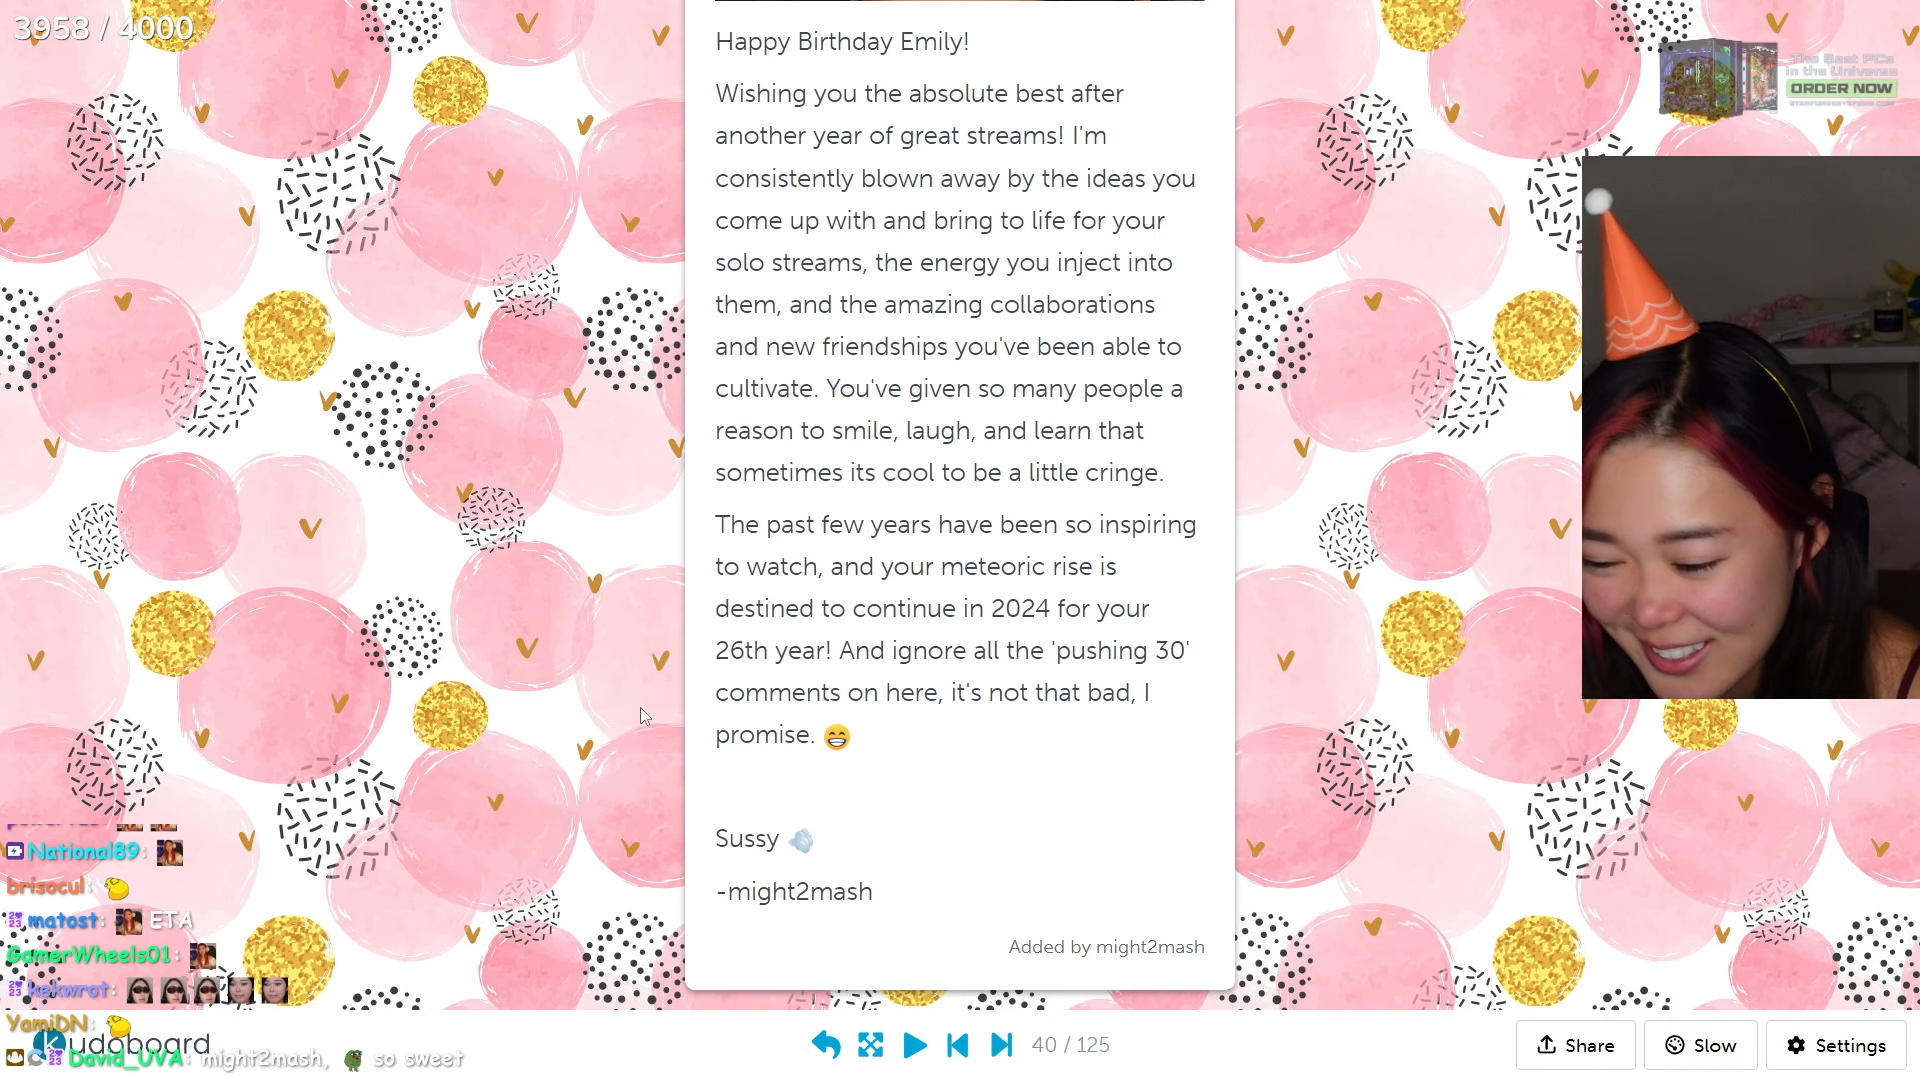 3958 / 4000
The Best PCs
in the Universe
ORDER NOW
Happy Birthday Emily!
Wishing you the absolute best after
another year of great streams! I'm
consistently blown away by the ideas you
come up with and bring to life for your
solo streams, the energy you inject into
them, and the amazing collaborations
and new friendships you've been able to
cultivate. You've given so many people a
reason to smile, laugh, and learn that
sometimes its cool to be a little cringe.
The past few years have been so inspiring
to watch, and your meteoric rise is
destined to continue in 2024 for your
26th year! And ignore all the 'pushing 30'
comments on here, it's not that bad, I
promise. 😁
Sussy 💨
-might2mash
Added by might2mash
National89:
brisocul:
matost: ETA
GamerWheels01:
kekwrot:
YamiDN:
kudoboard
David_UVA: might2mash, so sweet
40 / 125
Share
Slow
Settings